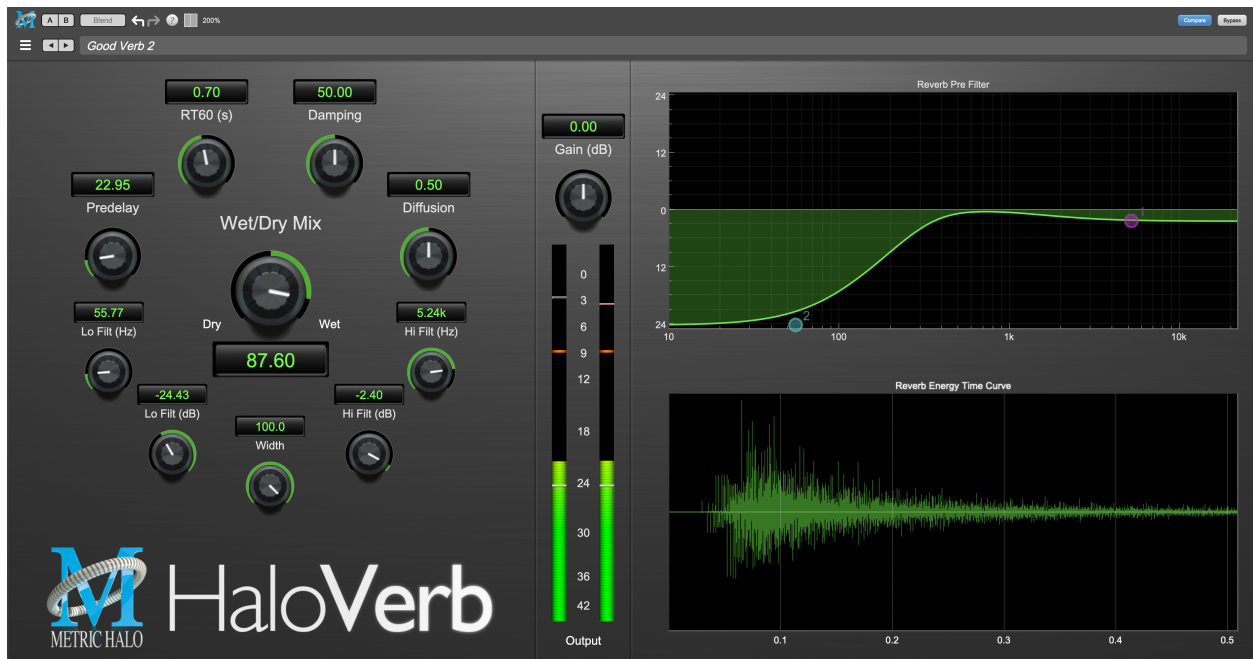 A B Blend 200% Compare Bypass
Good Verb 2
0.70 50.00
RT60 (s) Damping
22.95 0.50
Predelay Diffusion
Wet/Dry Mix
55.77 5.24k
Lo Filt (Hz) Dry Wet Hi Filt (Hz)
87.60
-24.43 -2.40
Lo Filt (dB) Hi Filt (dB)
100.0
Width
METRIC HALO
HaloVerb
0.00
Gain (dB)
0
3
6
9
12
18
24
30
36
42
Output
Reverb Pre Filter
24
12
0
12
24
1
2
10 100 1k 10k
Reverb Energy Time Curve
0.1 0.2 0.3 0.4 0.5